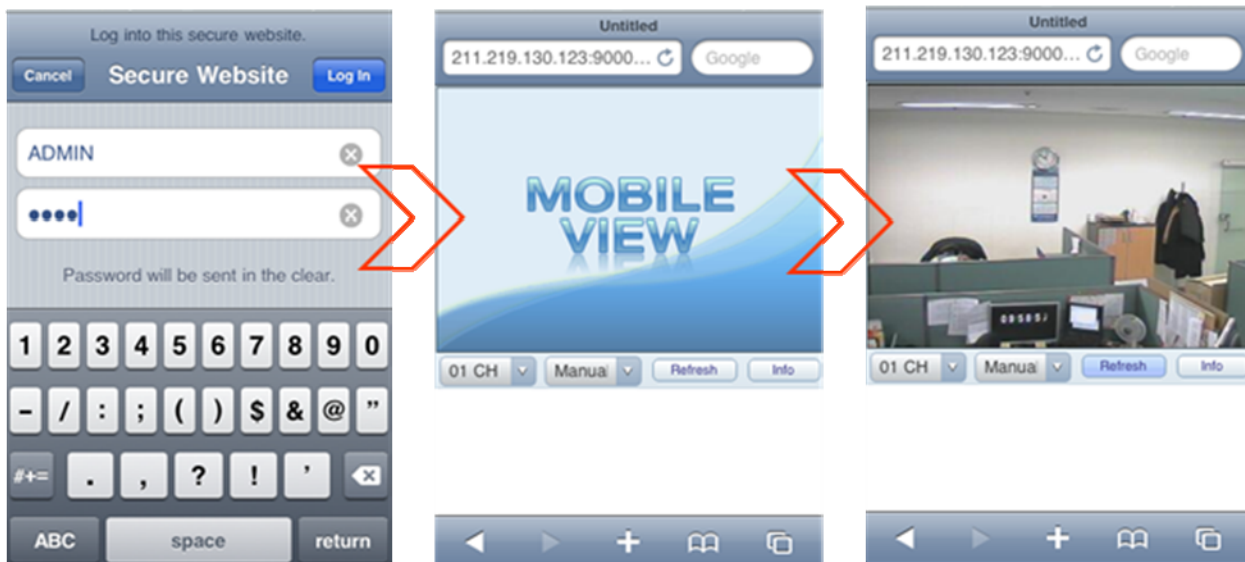 Log into this secure website.
Cancel Secure Website Log In
ADMIN
Password will be sent in the clear.
1 2 3 4 5 6 7 8 9 0
- / : ; ( ) $ & @ "
#+= . , ? ! '
ABC space return
Untitled
211.219.130.123:9000... Google
MOBILE
VIEW
01 CH Manual Refresh Info
Untitled
211.219.130.123:9000... Google
01 CH Manual Refresh Info